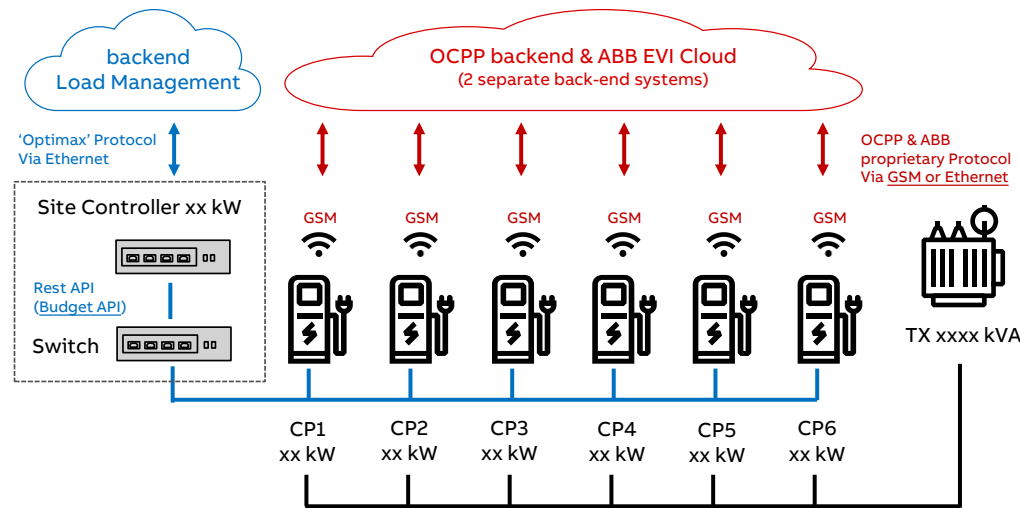 backend
Load Management
OCPP backend & ABB EVI Cloud
(2 separate back-end systems)
‘Optimax’ Protocol
Via Ethernet
OCPP & ABB
proprietary Protocol
Via GSM or Ethernet
Site Controller xx kW
GSM
GSM
GSM
GSM
GSM
GSM
Rest API
(Budget API)
Switch
TX xxxx kVA
CP1
xx kW
CP2
xx kW
CP3
xx kW
CP4
xx kW
CP5
xx kW
CP6
xx kW